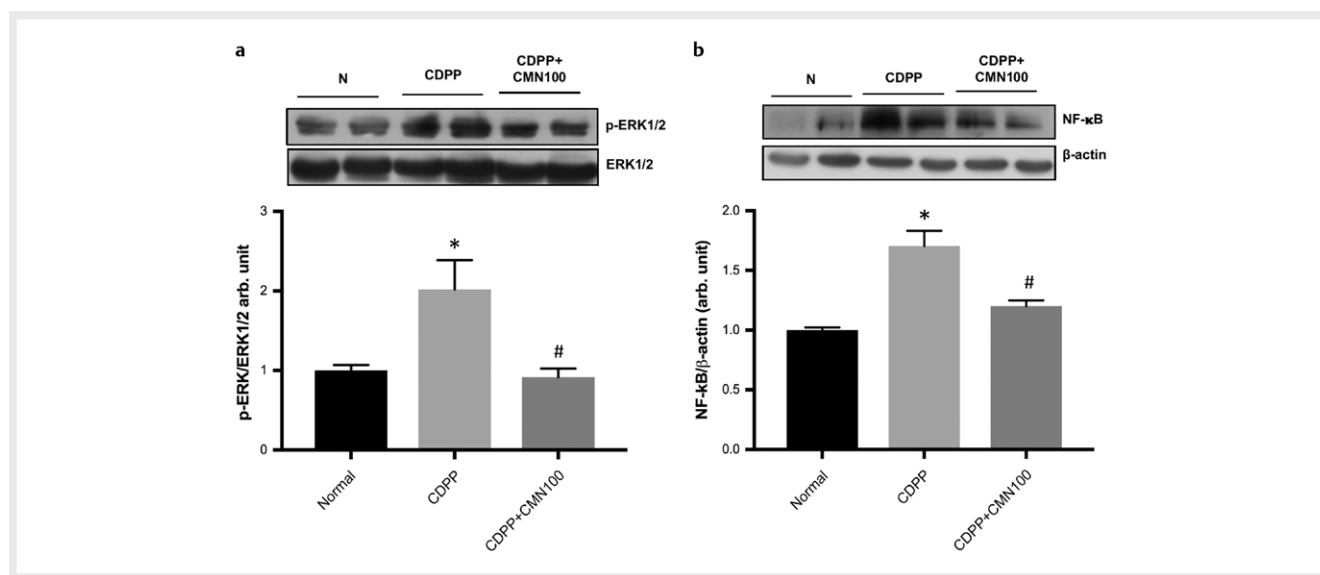 a
N
CDPP
CDPP+
CMN100
p-ERK1/2
ERK1/2
p-ERK/ERK1/2 arb. unit
3
2
1
0
*
#
Normal
CDPP
CDPP+CMN100
b
N
CDPP
CDPP+
CMN100
NF-κB
β-actin
NF-kB/β-actin (arb. unit)
2.0
1.5
1.0
0.5
0.0
*
#
Normal
CDPP
CDPP+CMN100